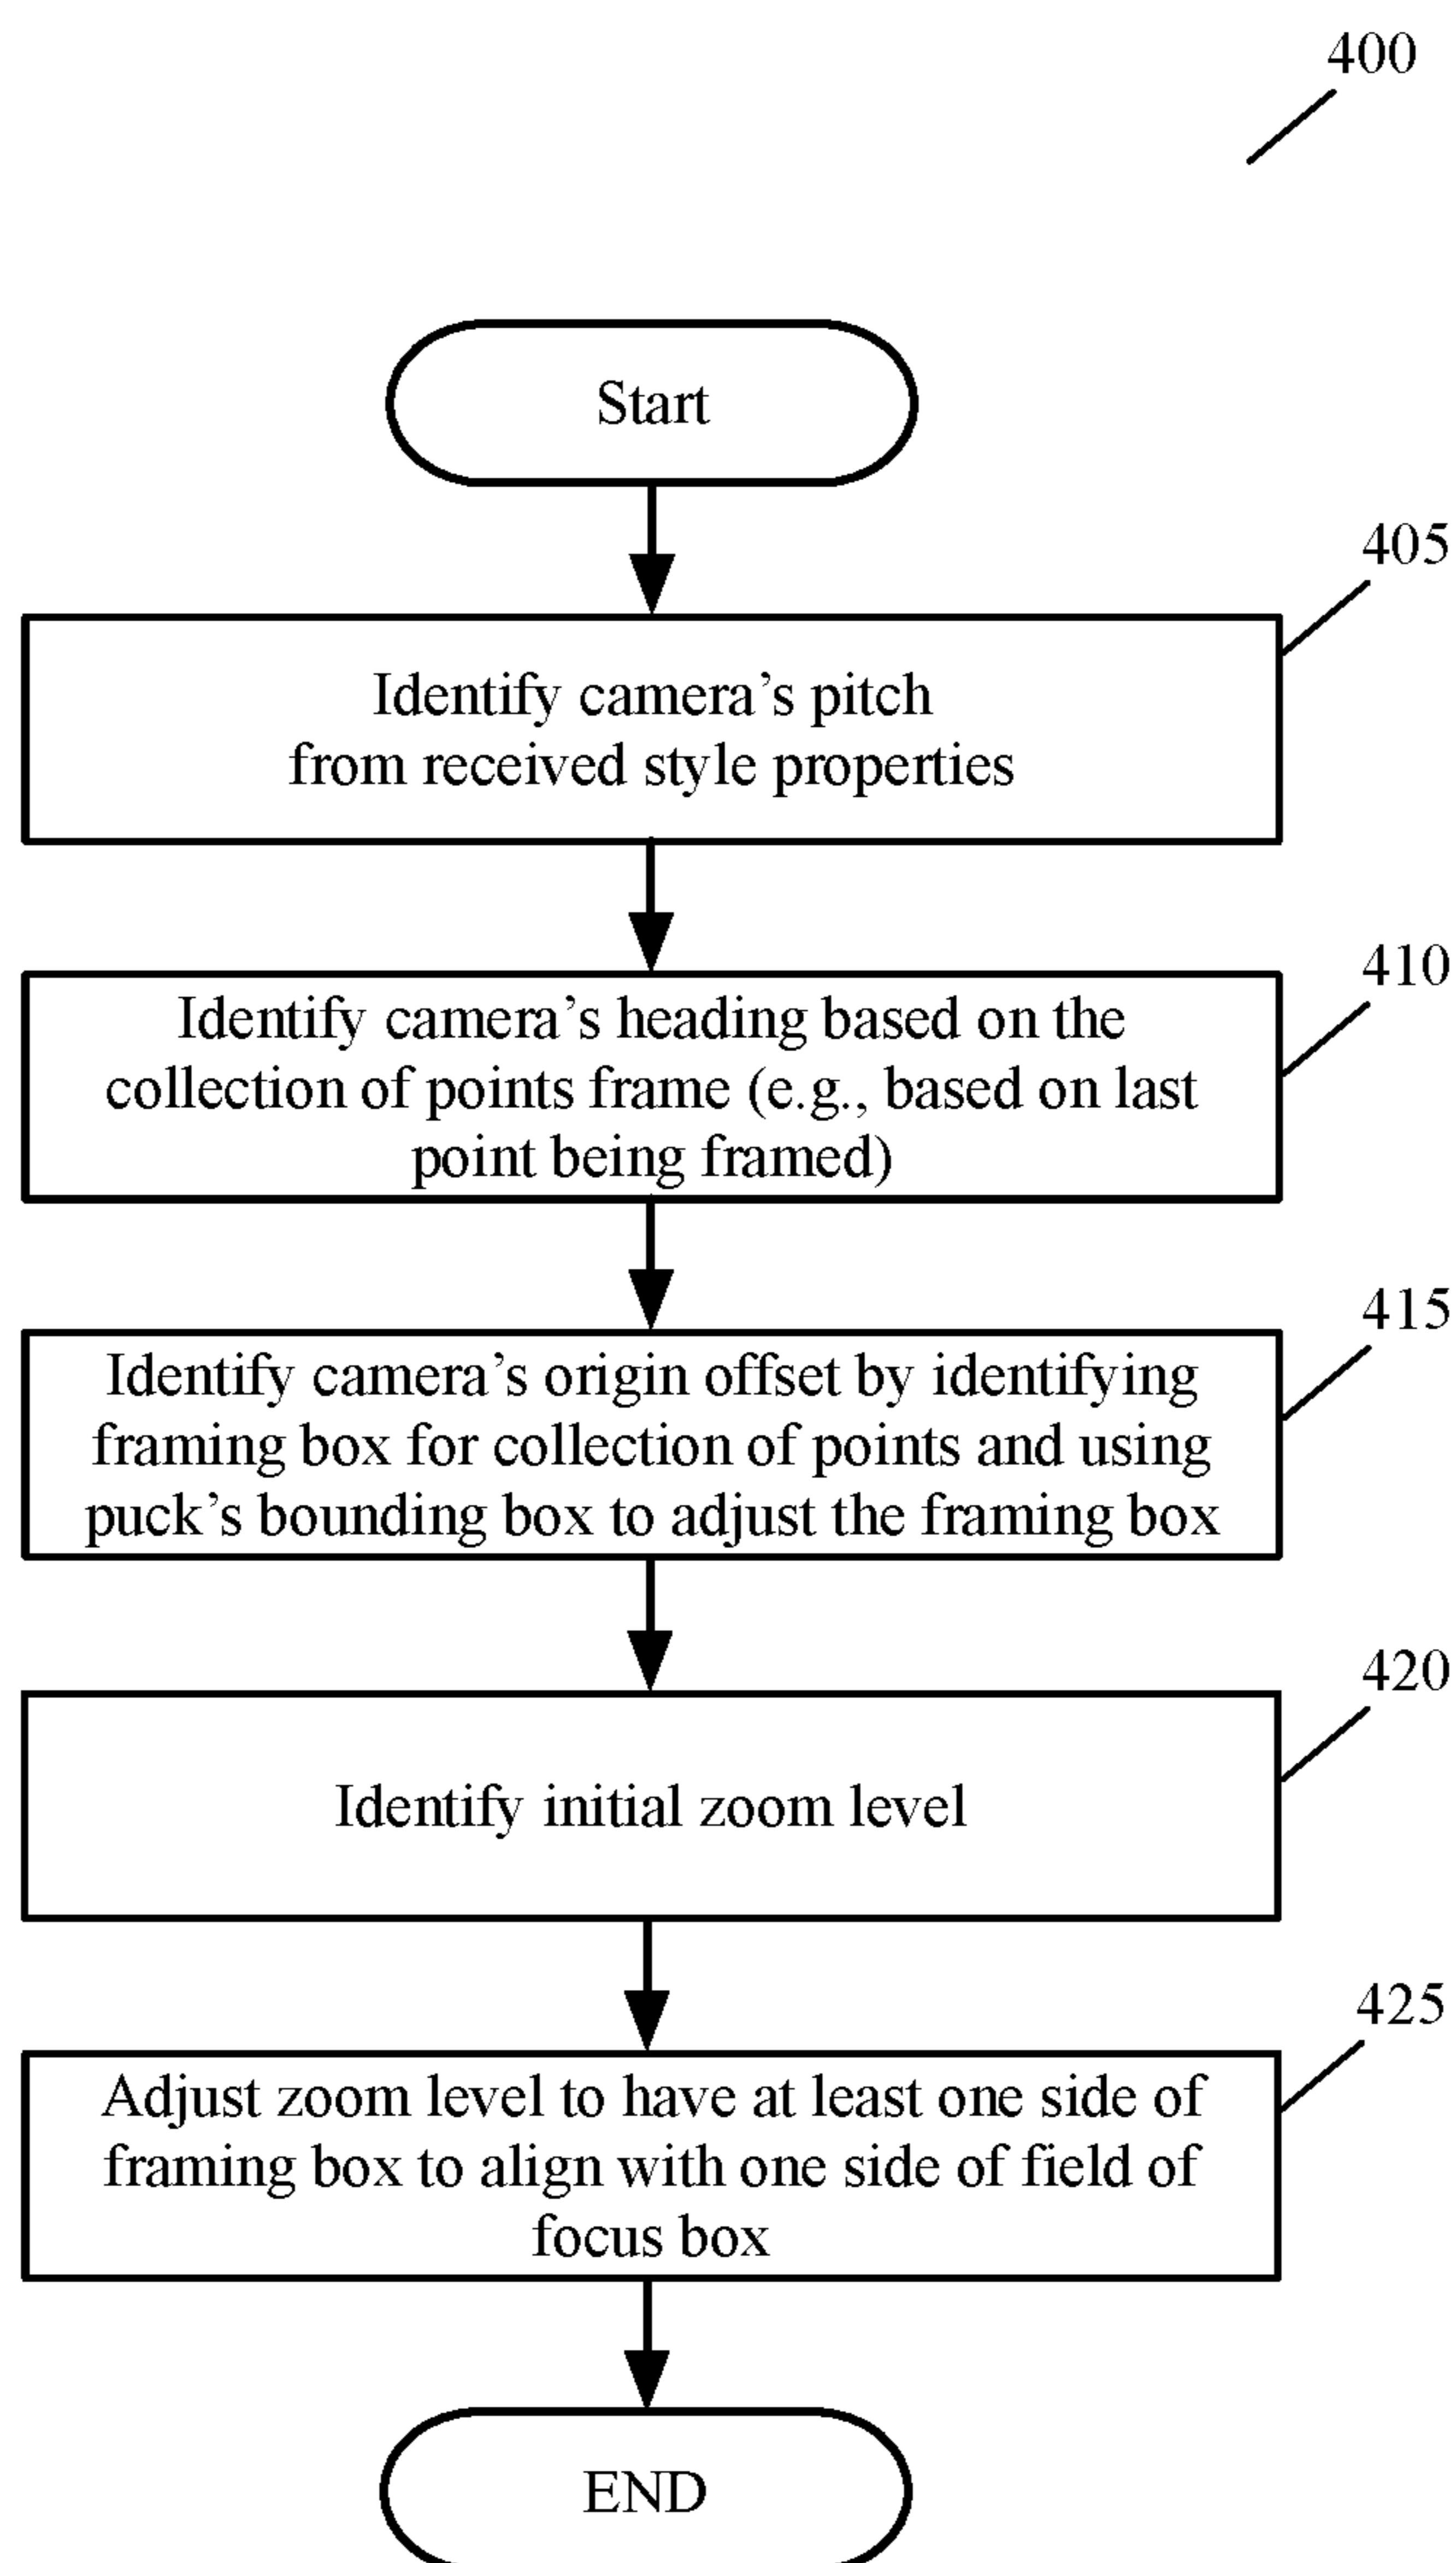 400
Start
405
Identify camera’s pitch
from received style properties
410
Identify camera’s heading based on the
collection of points frame (e.g., based on last
point being framed)
415
Identify camera’s origin offset by identifying
framing box for collection of points and using
puck’s bounding box to adjust the framing box
420
Identify initial zoom level
425
Adjust zoom level to have at least one side of
framing box to align with one side of field of
focus box
END